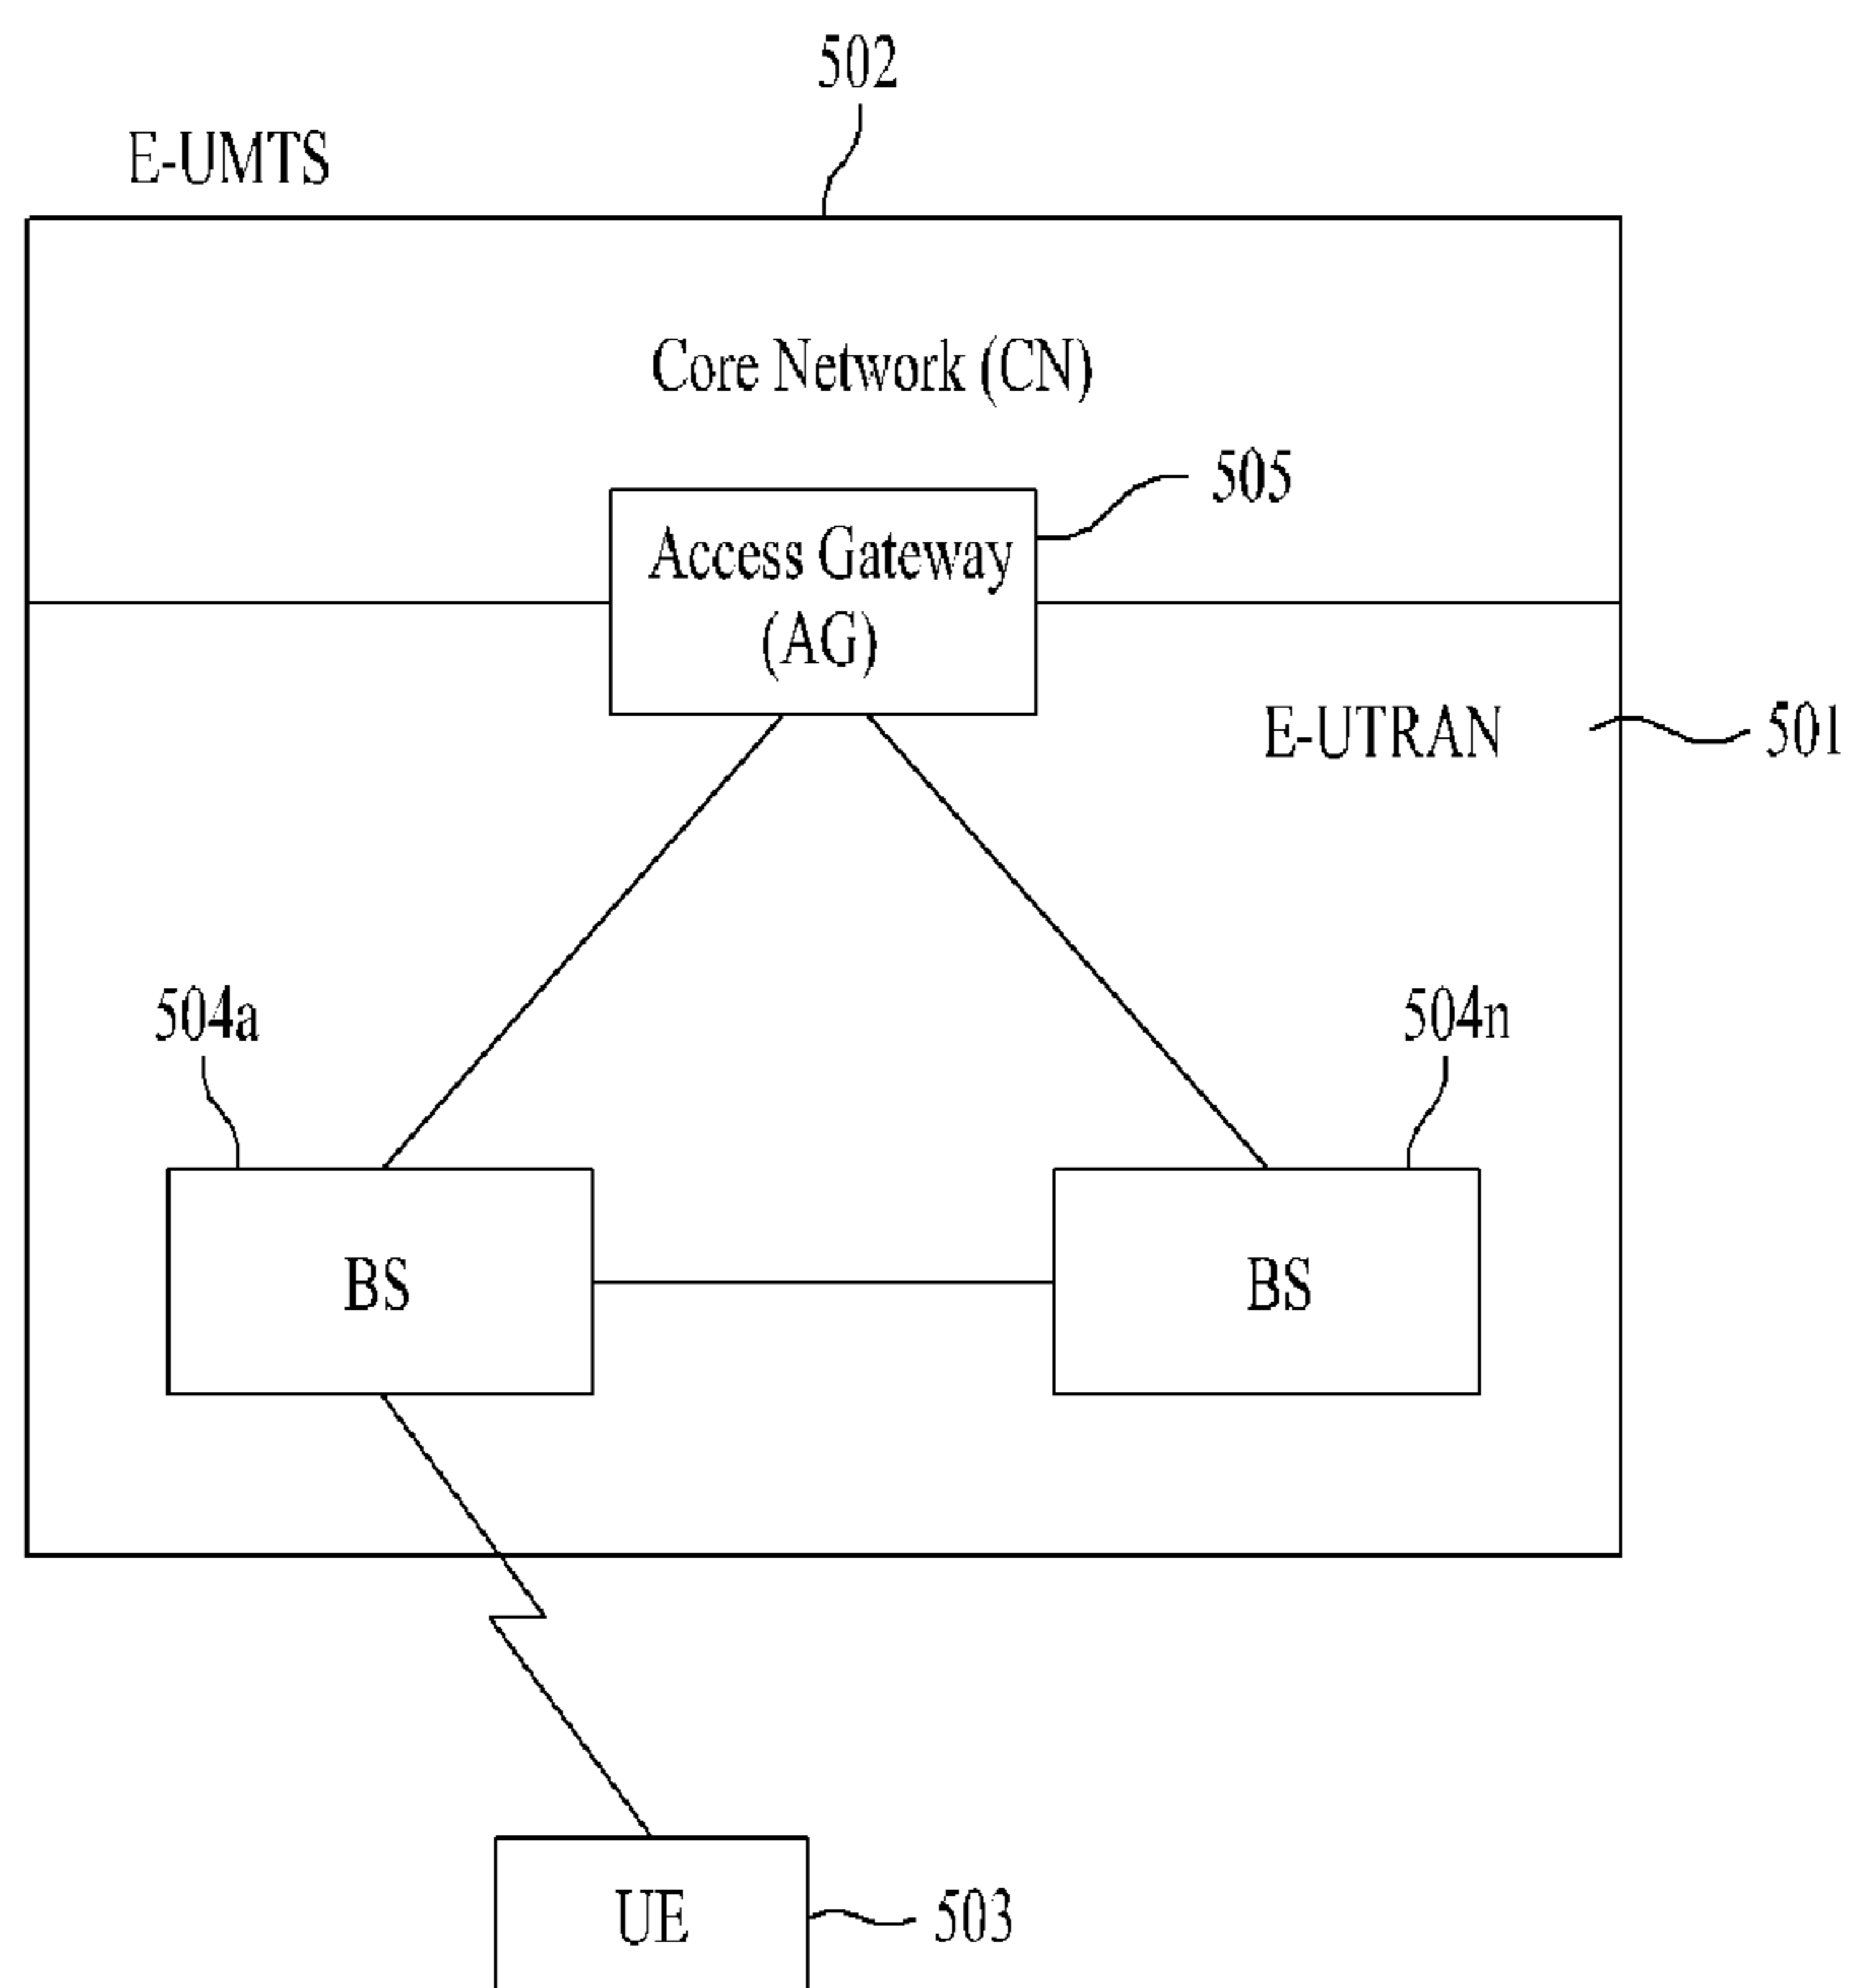 502
E-UMTS
Core Network (CN)
505
Access Gateway
(AG)
E-UTRAN
501
504a
504n
BS
BS
UE
503